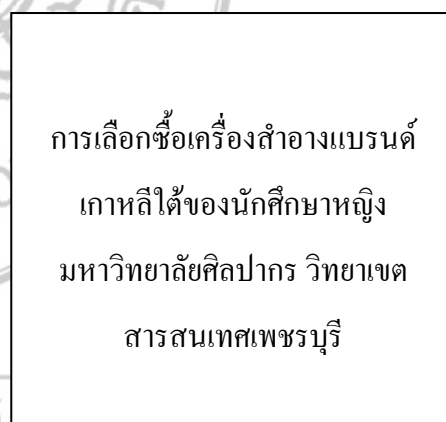 การเลือกซื้อเครื่องสำอางแบรนด์
เกาหลีใต้ของนักศึกษาหญิง
มหาวิทยาลัยศิลปากร วิทยาเขต
สารสนเทศเพชรบุรี